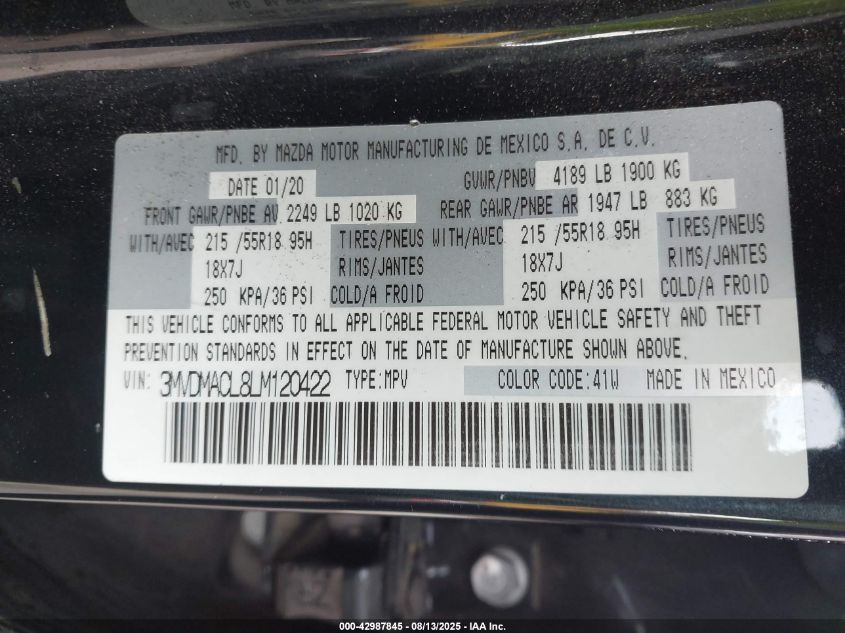 MFD. BY MAZDA MOTOR MANUFACTURING DE MEXICO S.A. DE C.V.
DATE 01/20 GVWR/PNBV 4189 LB 1900 KG
FRONT GAWR/PNBE AV 2249 LB 1020 KG REAR GAWR/PNBE AR 1947 LB 883 KG
WITH/AVEC 215 /55R18 95H TIRES/PNEUS WITH/AVEC 215 /55R18 95H TIRES/PNEUS
18X7J RIMS/JANTES 18X7J RIMS/JANTES
250 KPA/36 PSI COLD/A FROID 250 KPA/36 PSI COLD/A FROID
THIS VEHICLE CONFORMS TO ALL APPLICABLE FEDERAL MOTOR VEHICLE SAFETY AND THEFT
PREVENTION STANDARDS IN EFFECT ON THE DATE OF MANUFACTURE SHOWN ABOVE.
VIN: 3MVDMACL8LM120422 TYPE:MPV COLOR CODE:41W MADE IN MEXICO
000-42987845 - 08/13/2025 - IAA Inc.